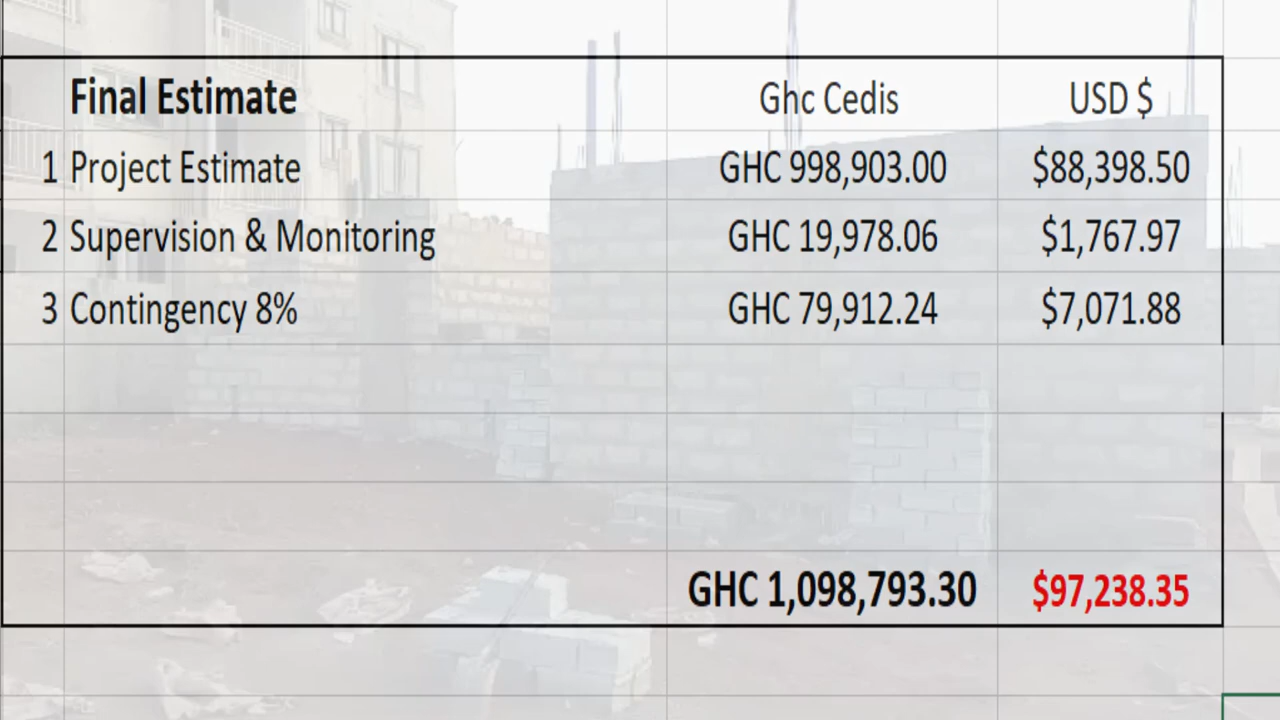 Final Estimate Ghc Cedis USD $
1 Project Estimate GHC 998,903.00 $88,398.50
2 Supervision & Monitoring GHC 19,978.06 $1,767.97
3 Contingency 8% GHC 79,912.24 $7,071.88
GHC 1,098,793.30 $97,238.35